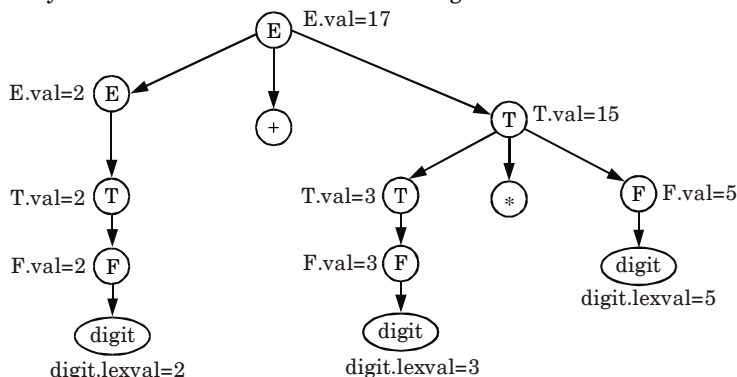 E E.val=17
E.val=2 E
+
T T.val=15
T.val=2 T
T.val=3 T
*
F F.val=5
F.val=2 F
F.val=3 F
digit
digit.lexval=5
digit
digit.lexval=2
digit
digit.lexval=3